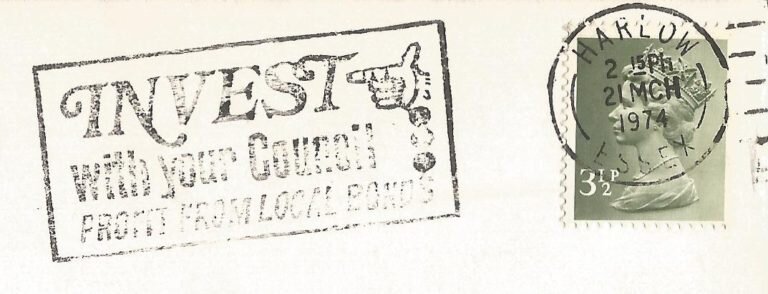 INVEST
with your Council
PROFIT FROM LOCAL BONDS
HARLOW
2 15PM
21 MCH
1974
ESSEX
3½P